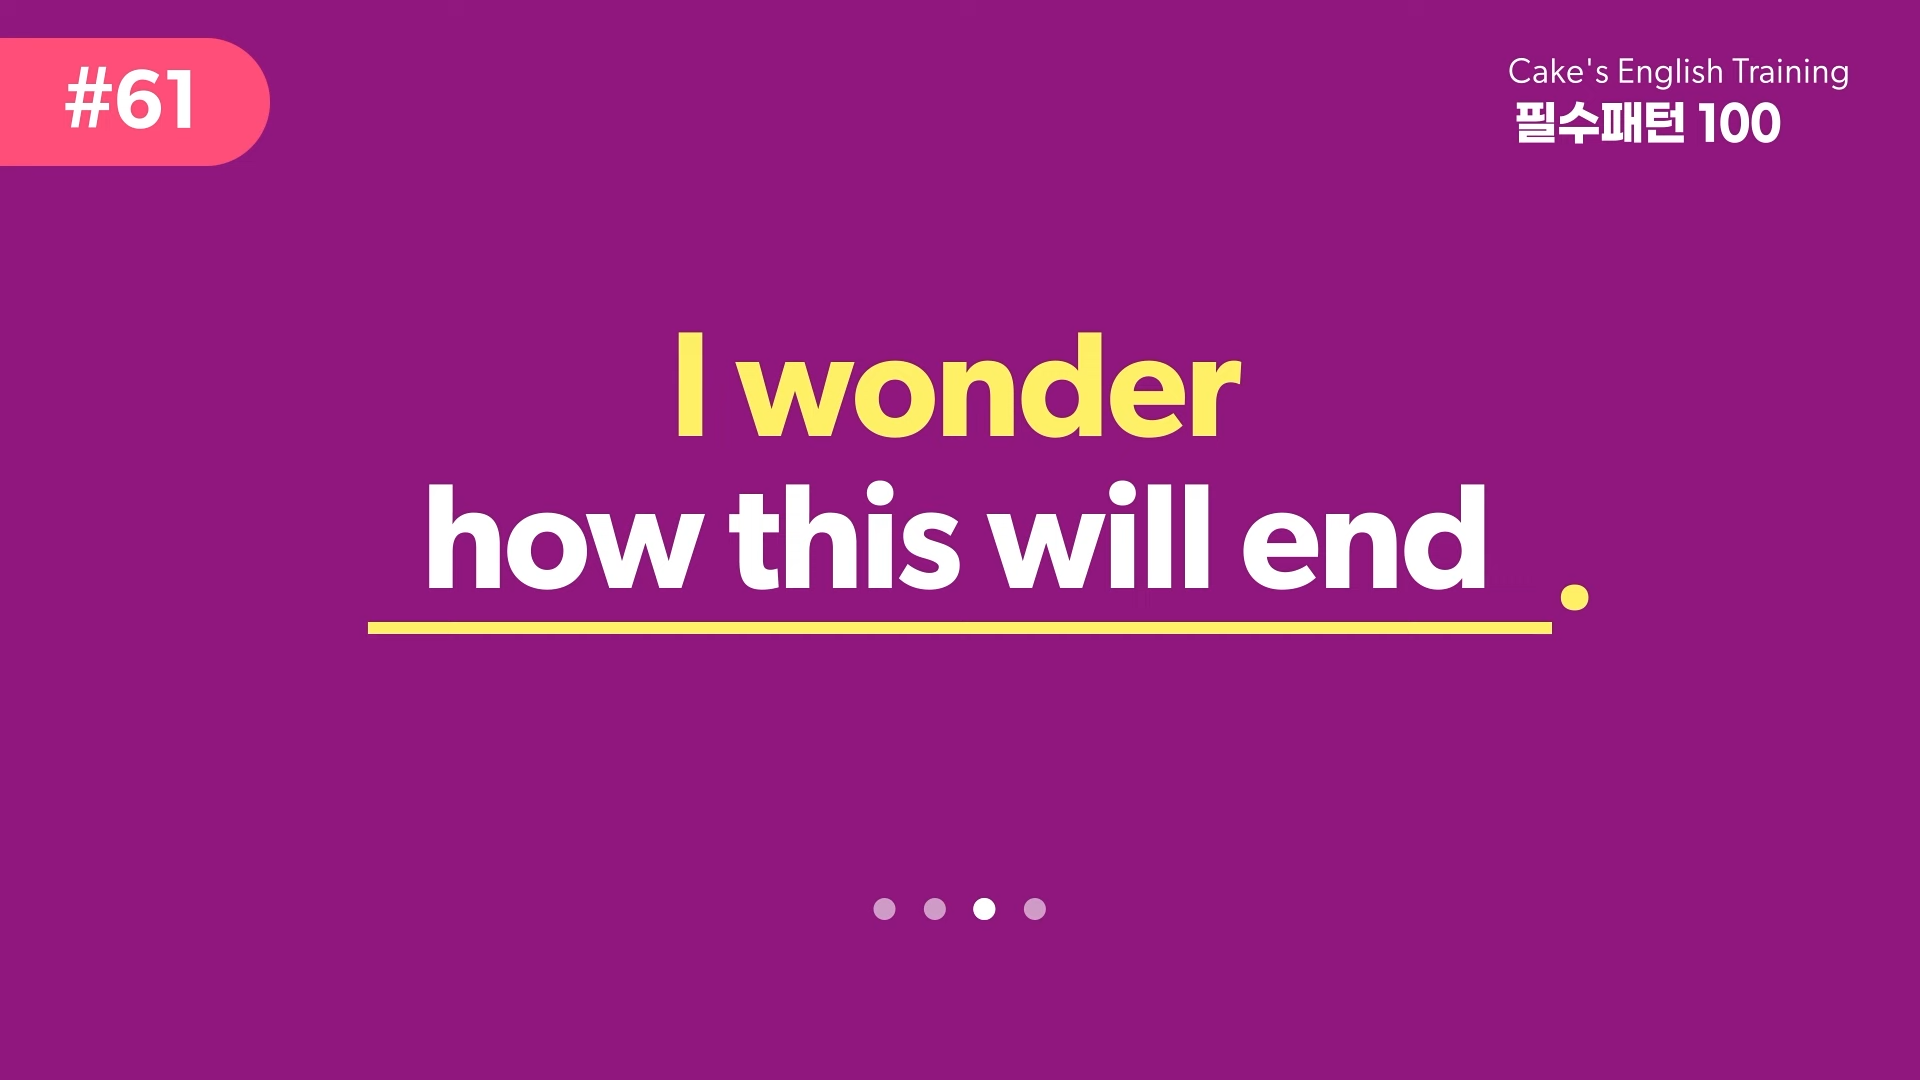 #61
Cake's English Training
필수패턴 100
I wonder
how this will end.